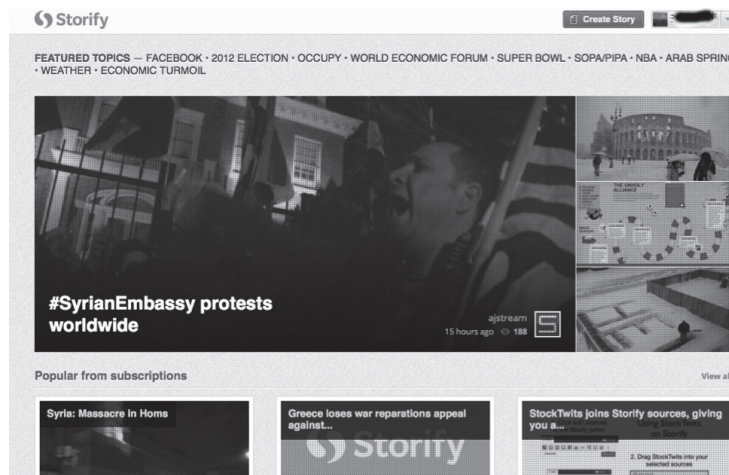 Storify
Create Story
FEATURED TOPICS — FACEBOOK • 2012 ELECTION • OCCUPY • WORLD ECONOMIC FORUM • SUPER BOWL • SOPA/PIPA • NBA • ARAB SPRING
• WEATHER • ECONOMIC TURMOIL
THE UNHOLY
ALLIANCE
#SyrianEmbassy protests
worldwide
ajstream
15 hours ago 188
Popular from subscriptions
View al
Syria: Massacre in Homs
Greece loses war reparations appeal
against...
Storify
StockTwits joins Storify sources, giving
you a...
Using StockTwits
on Storify
2. Drag StockTwits into your
selected sources